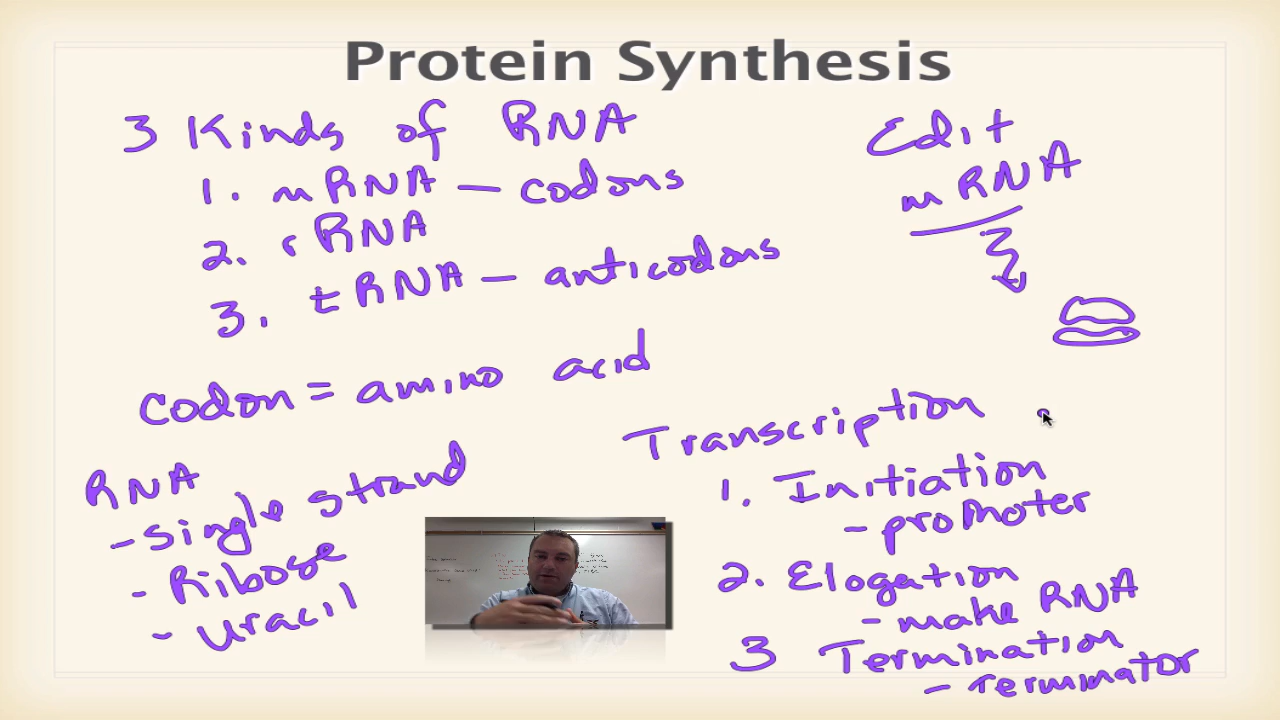 Protein Synthesis
3 Kinds of RNA
1. mRNA – codons
2. rRNA
3. tRNA – anticodons
codon = amino acid
RNA
- single strand
- Ribose
- Uracil
Edit
mRNA
Transcription
1. Initiation
- promoter
2. Elogation
- make RNA
3 Termination
- Terminator